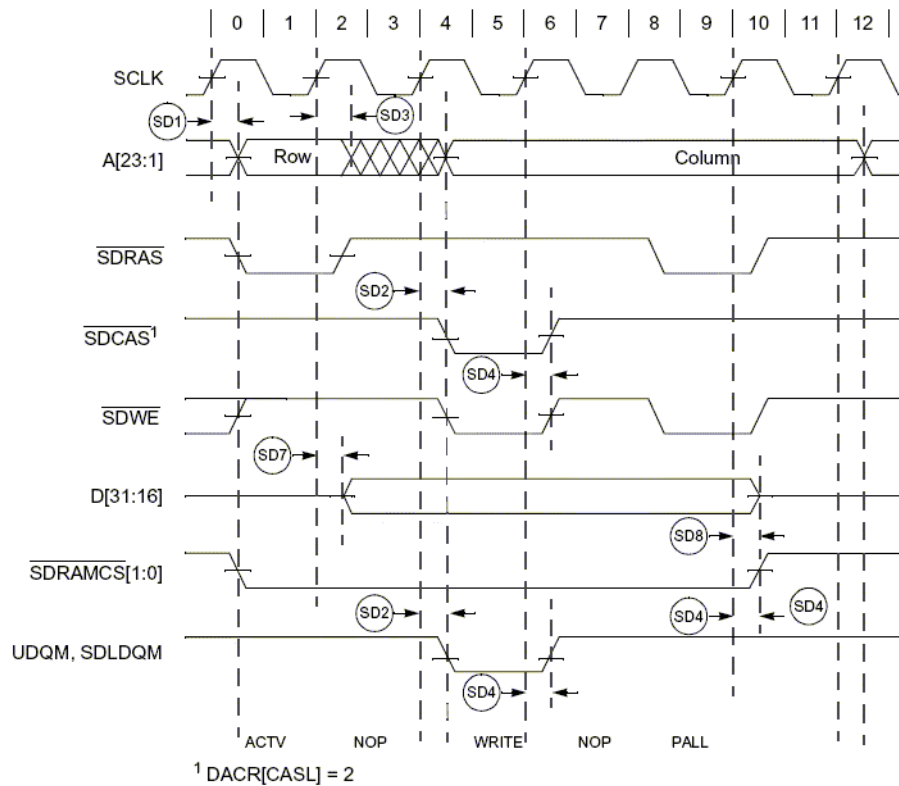 0 1 2 3 4 5 6 7 8 9 10 11 12
SCLK
SD1 SD3
A[23:1] Row Column
SDRAS
SD2
SDCAS¹
SD4
SDWE
SD7
D[31:16]
SD8
SDRAMCS[1:0]
SD2 SD4 SD4
UDQM, SDLDQM
SD4
ACTV NOP WRITE NOP PALL
¹ DACR[CASL] = 2